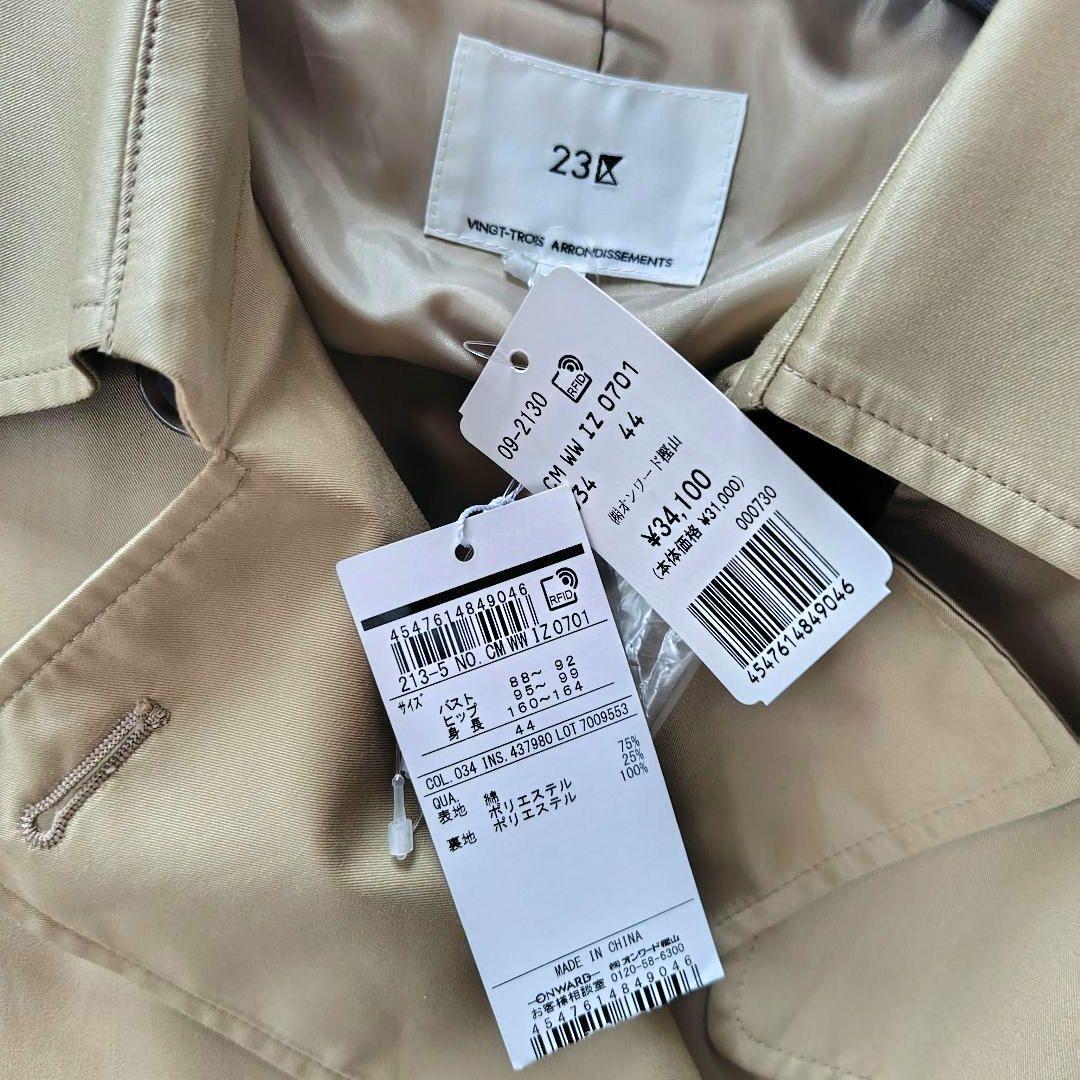 23区
VINGT-TROIS ARRONDISSEMENTS
09-2130
RFID
CM WW IZ 0701
34 44
㈱オンワード樫山
¥34,100
(本体価格 ¥31,000)
000730
4547614849046
RFID
4547614849046
213-5 NO. CM WW IZ0701
サイズ
バスト 88〜 92
ヒップ 95〜 99
身長 160〜164
44
COL. 034 INS. 437980 LOT 7009553
QUA.
表地 綿 75%
ポリエステル 25%
裏地 ポリエステル 100%
MADE IN CHINA
ONWARD ㈱オンワード樫山
お客様相談室 0120-58-6300
4547614849046